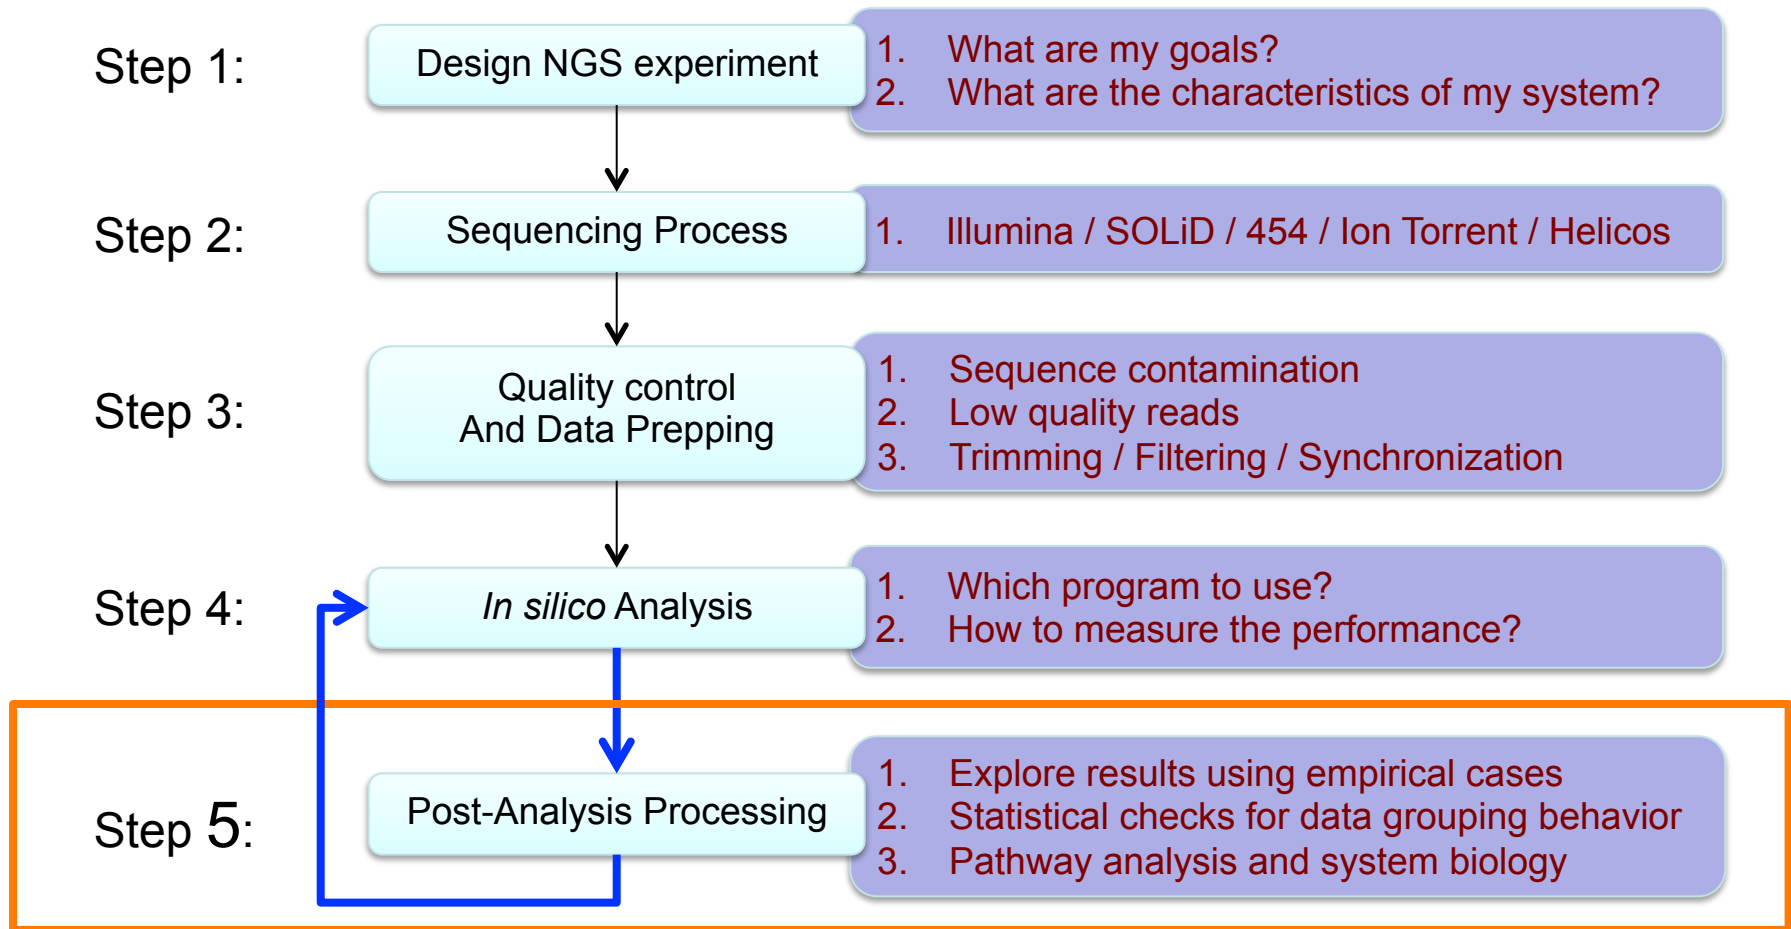 Step 1:
Design NGS experiment
1. What are my goals?
2. What are the characteristics of my system?
Step 2:
Sequencing Process
1. Illumina / SOLiD / 454 / Ion Torrent / Helicos
Step 3:
Quality control
And Data Prepping
1. Sequence contamination
2. Low quality reads
3. Trimming / Filtering / Synchronization
Step 4:
In silico Analysis
1. Which program to use?
2. How to measure the performance?
Step 5:
Post-Analysis Processing
1. Explore results using empirical cases
2. Statistical checks for data grouping behavior
3. Pathway analysis and system biology